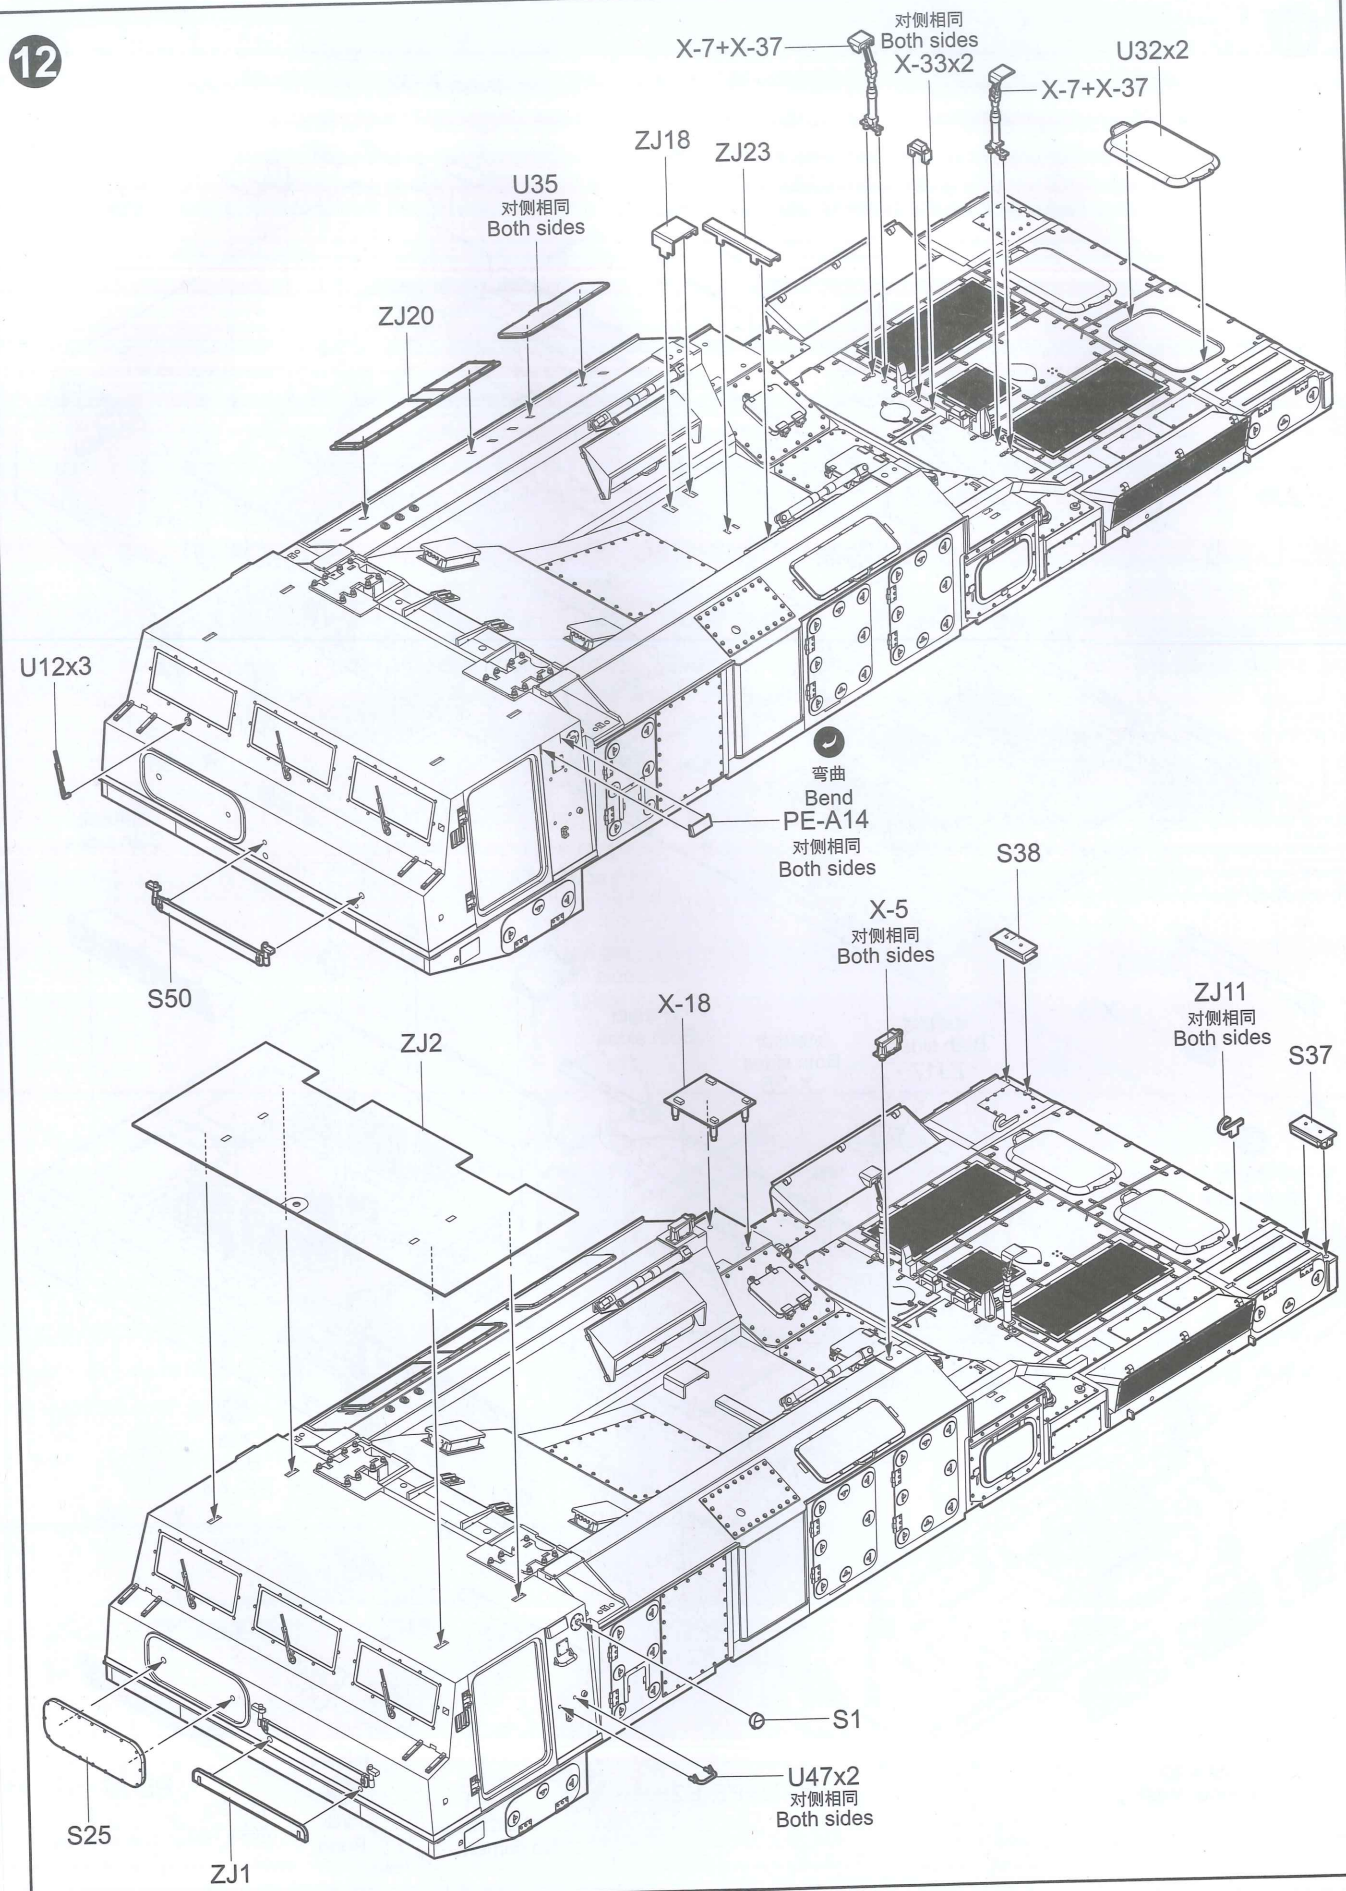 12
对侧相同
Both sides
X-7+X-37
X-33x2
U32x2
X-7+X-37
ZJ18
ZJ23
U35
对侧相同
Both sides
ZJ20
U12x3
弯曲
Bend
PE-A14
对侧相同
Both sides
S50
S38
X-5
对侧相同
Both sides
X-18
ZJ11
对侧相同
Both sides
S37
ZJ2
S1
U47x2
对侧相同
Both sides
S25
ZJ1